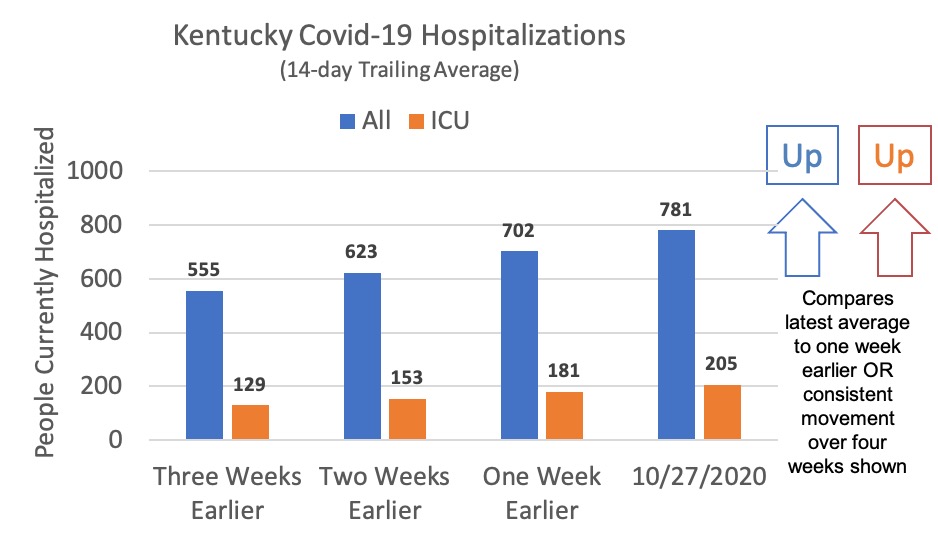 Kentucky Covid-19 Hospitalizations
(14-day Trailing Average)
All ICU
People Currently Hospitalized
1000
800
600
400
200
0
555
129
623
153
702
181
781
205
Three Weeks
Earlier
Two Weeks
Earlier
One Week
Earlier
10/27/2020
Up
Up
Compares
latest average
to one week
earlier OR
consistent
movement
over four
weeks shown